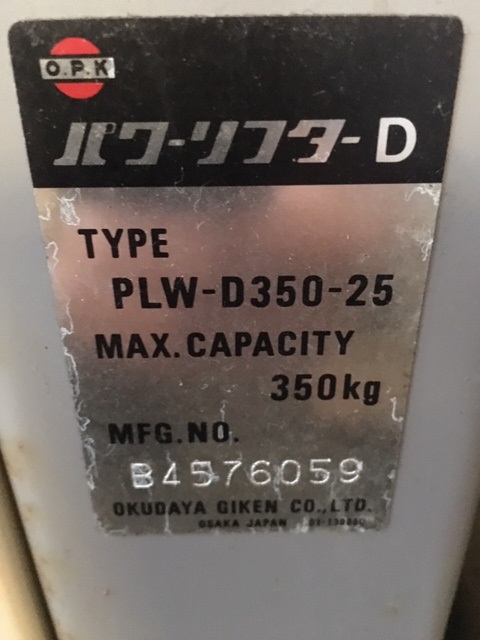 O.P.K
パワーリフターD
TYPE
PLW-D350-25
MAX.CAPACITY
350kg
MFG.NO.
B4576059
OKUDAYA GIKEN CO.,LTD.
OSAKA JAPAN